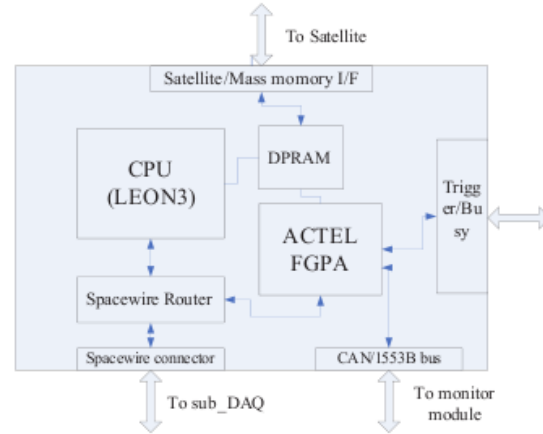 To Satellite
Satellite/Mass momory I/F
CPU
(LEON3)
DPRAM
Trigg
er/Bu
sy
ACTEL
FGPA
Spacewire Router
Spacewire connector
CAN/1553B bus
To sub_DAQ
To monitor
module